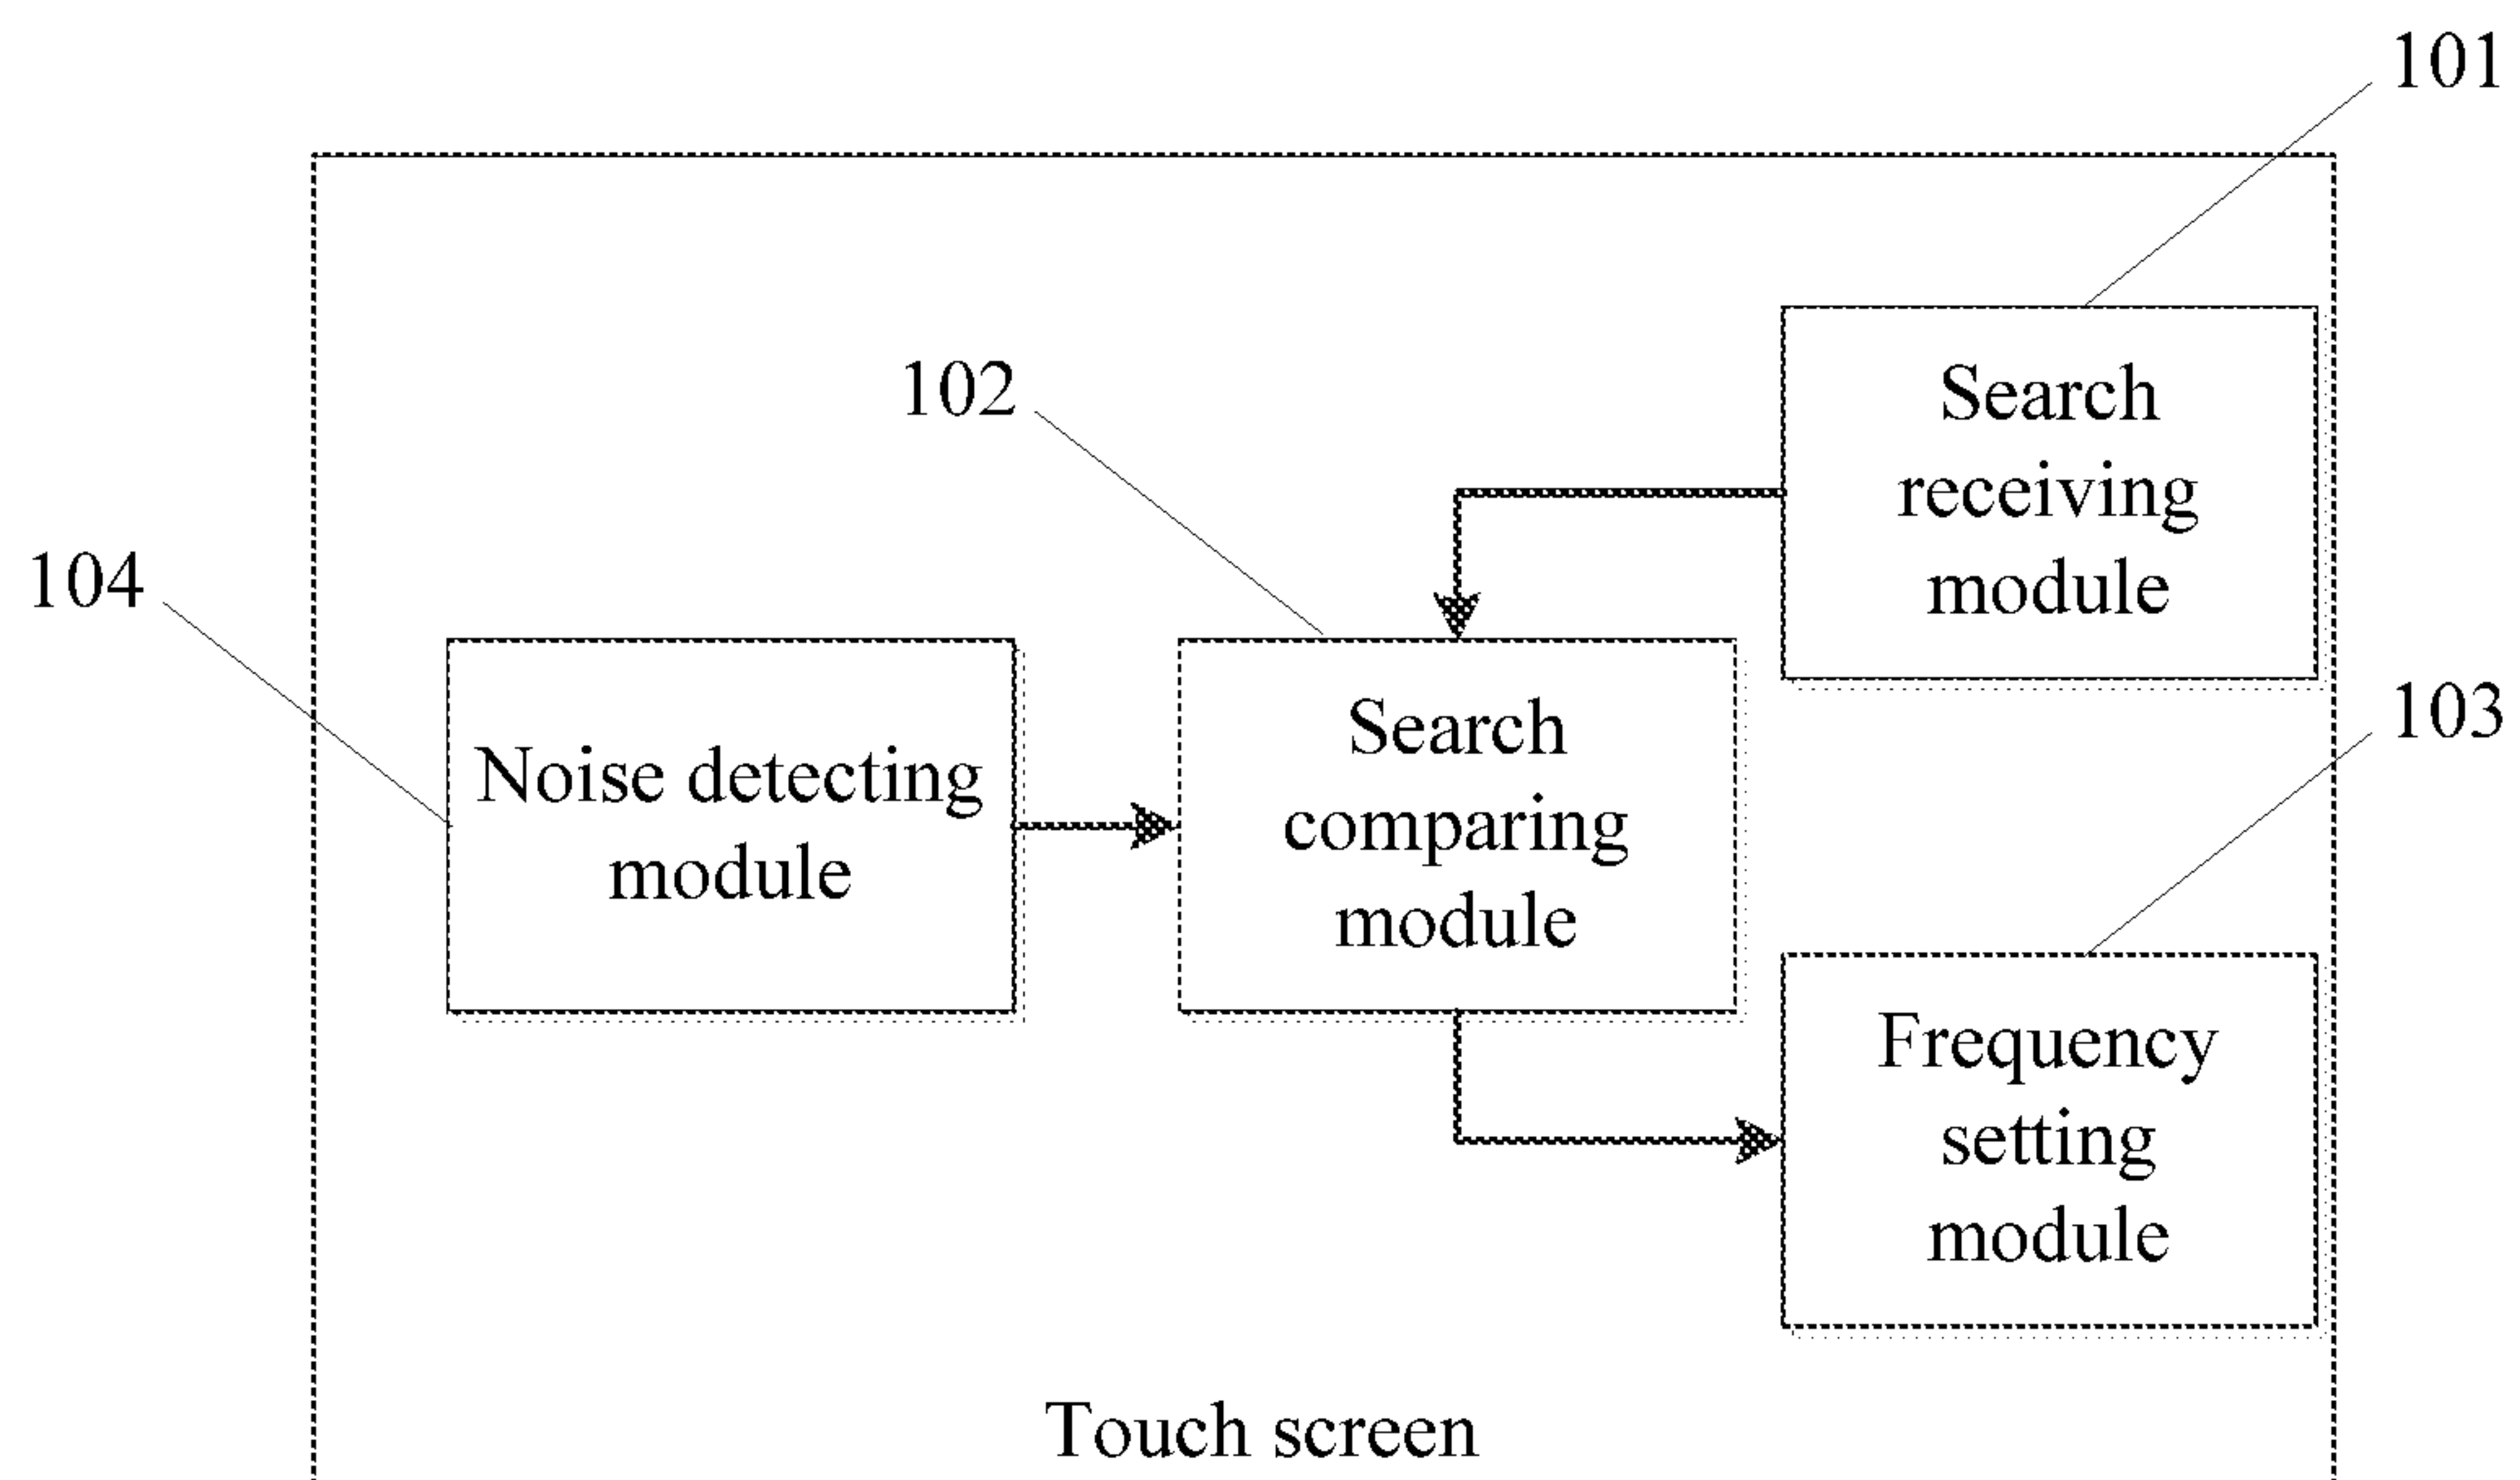 101
102
Search
receiving
module
104
Noise detecting
module
Search
comparing
module
103
Frequency
setting
module
Touch screen